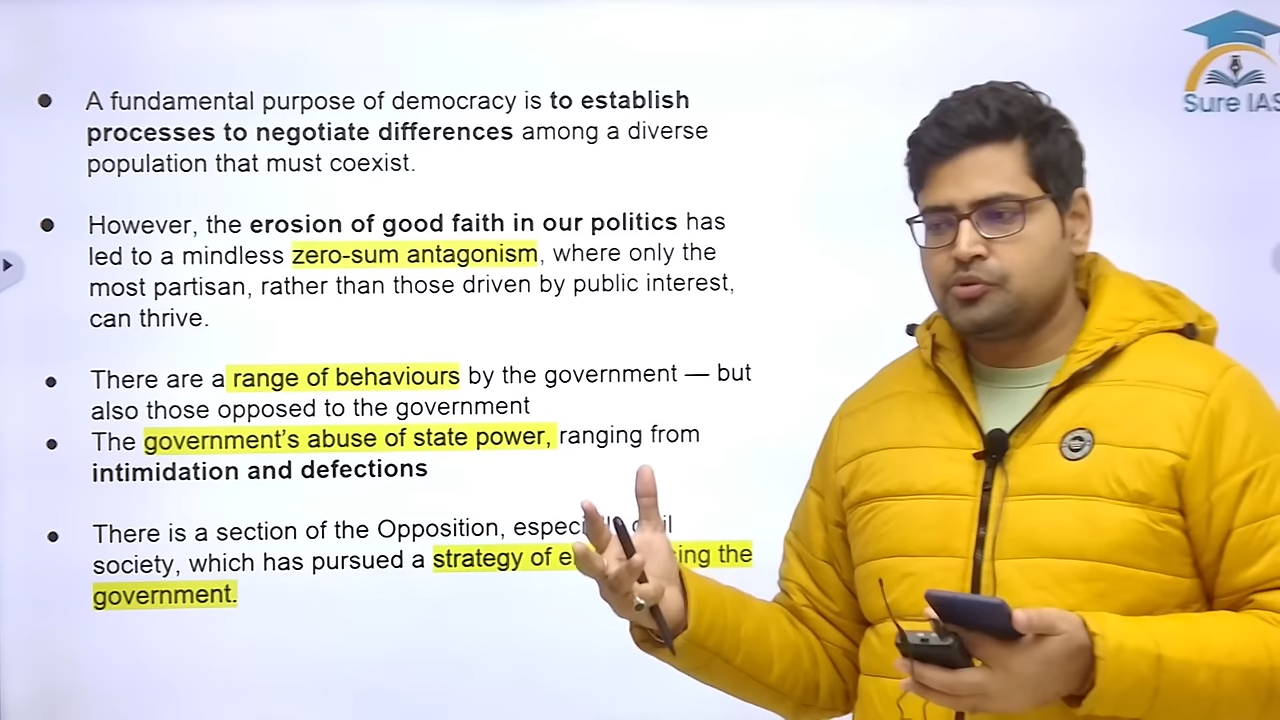 A fundamental purpose of democracy is to establish
processes to negotiate differences among a diverse
population that must coexist.
However, the erosion of good faith in our politics has
led to a mindless zero-sum antagonism, where only the
most partisan, rather than those driven by public interest,
can thrive.
There are a range of behaviours by the government — but
also those opposed to the government
The government's abuse of state power, ranging from
intimidation and defections
There is a section of the Opposition,
society, which has pursued a strategy of the
government.
Sure IAS